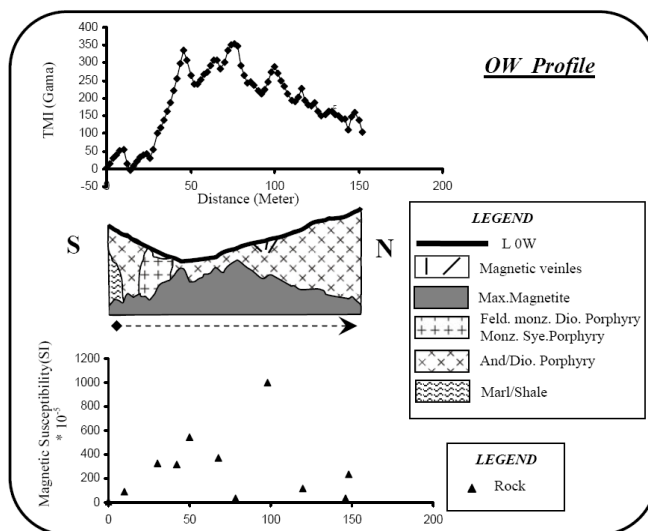 OW Profile
TMI (Gama)
400
350
300
250
200
150
100
50
0
-50
0
50
100
150
200
Distance (Meter)
S
N
LEGEND
L 0W
Magnetic veinles
Max.Magnetite
Feld. monz. Dio. Porphyry
Monz. Sye.Porphyry
And/Dio. Porphyry
Marl/Shale
Magnetic Susceptibility(SI)
* 10-5
1200
1000
800
600
400
200
0
0
50
100
150
200
LEGEND
Rock